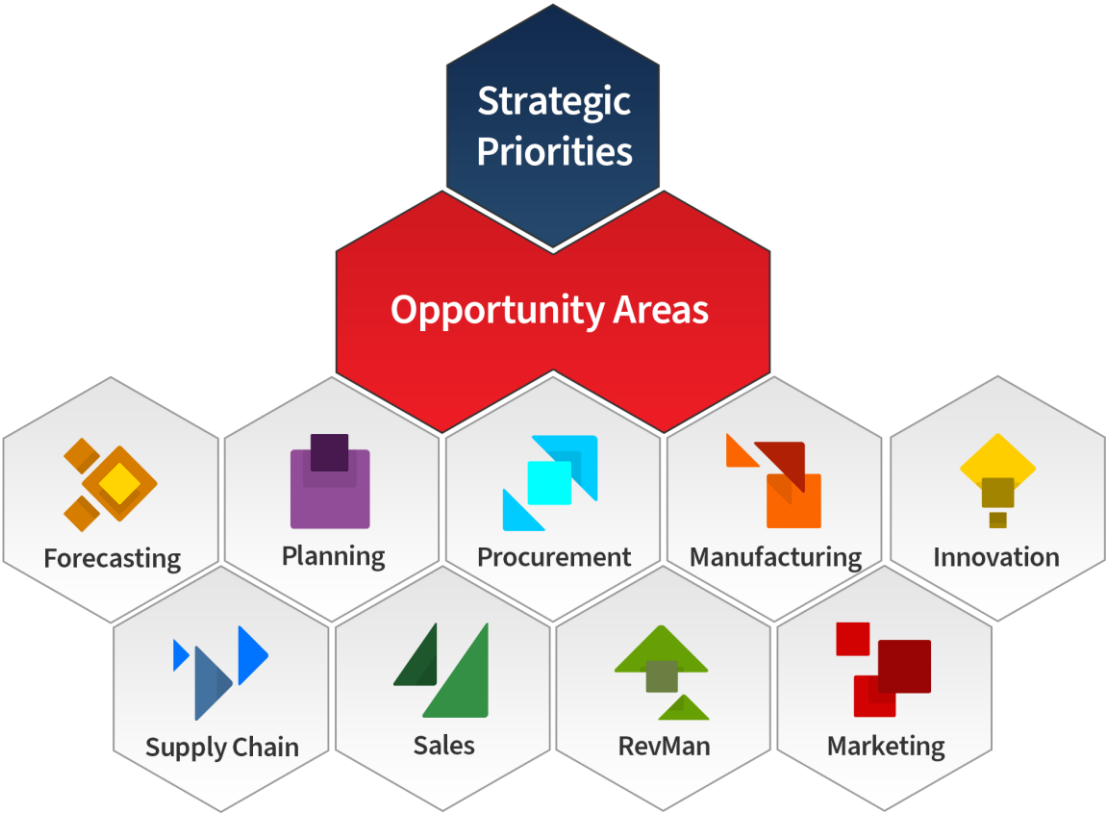 Strategic
Priorities
Opportunity Areas
Forecasting
Planning
Procurement
Manufacturing
Innovation
Supply Chain
Sales
RevMan
Marketing